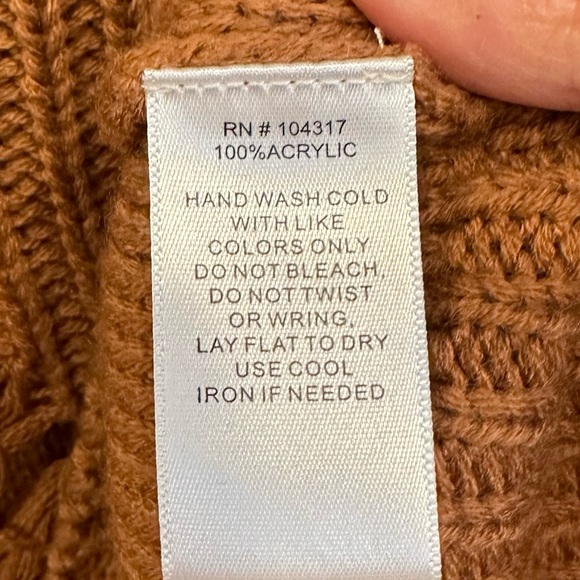 RN # 104317
100%ACRYLIC
HAND WASH COLD
WITH LIKE
COLORS ONLY
DO NOT BLEACH,
DO NOT TWIST
OR WRING,
LAY FLAT TO DRY
USE COOL
IRON IF NEEDED